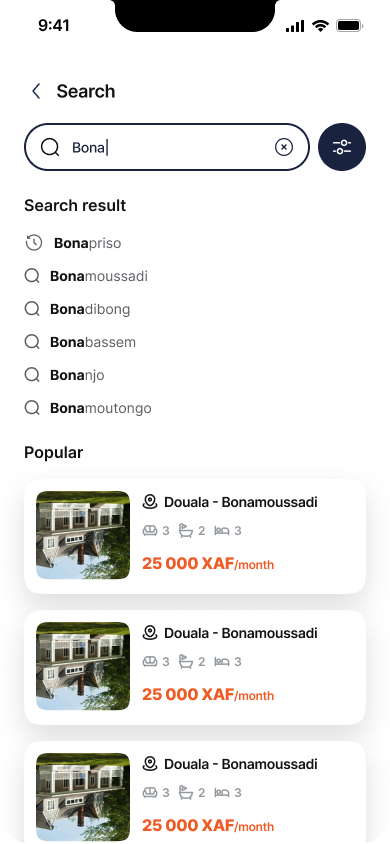 9:41
Search
Bona
Search result
Bonapriso
Bonamoussadi
Bonadibong
Bonabassem
Bonanjo
Bonamoutongo
Popular
Douala - Bonamoussadi
3 2 3
25 000 XAF/month
Douala - Bonamoussadi
3 2 3
25 000 XAF/month
Douala - Bonamoussadi
3 2 3
25 000 XAF/month